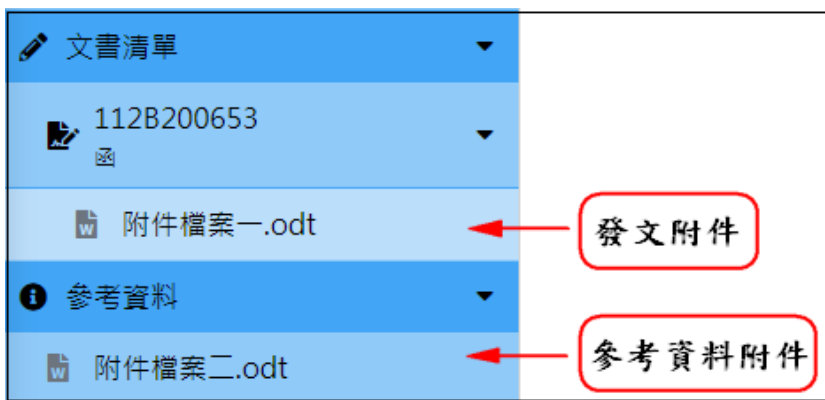 文書清單
112B200653
函
附件檔案一.odt
發文附件
參考資料
附件檔案二.odt
參考資料附件